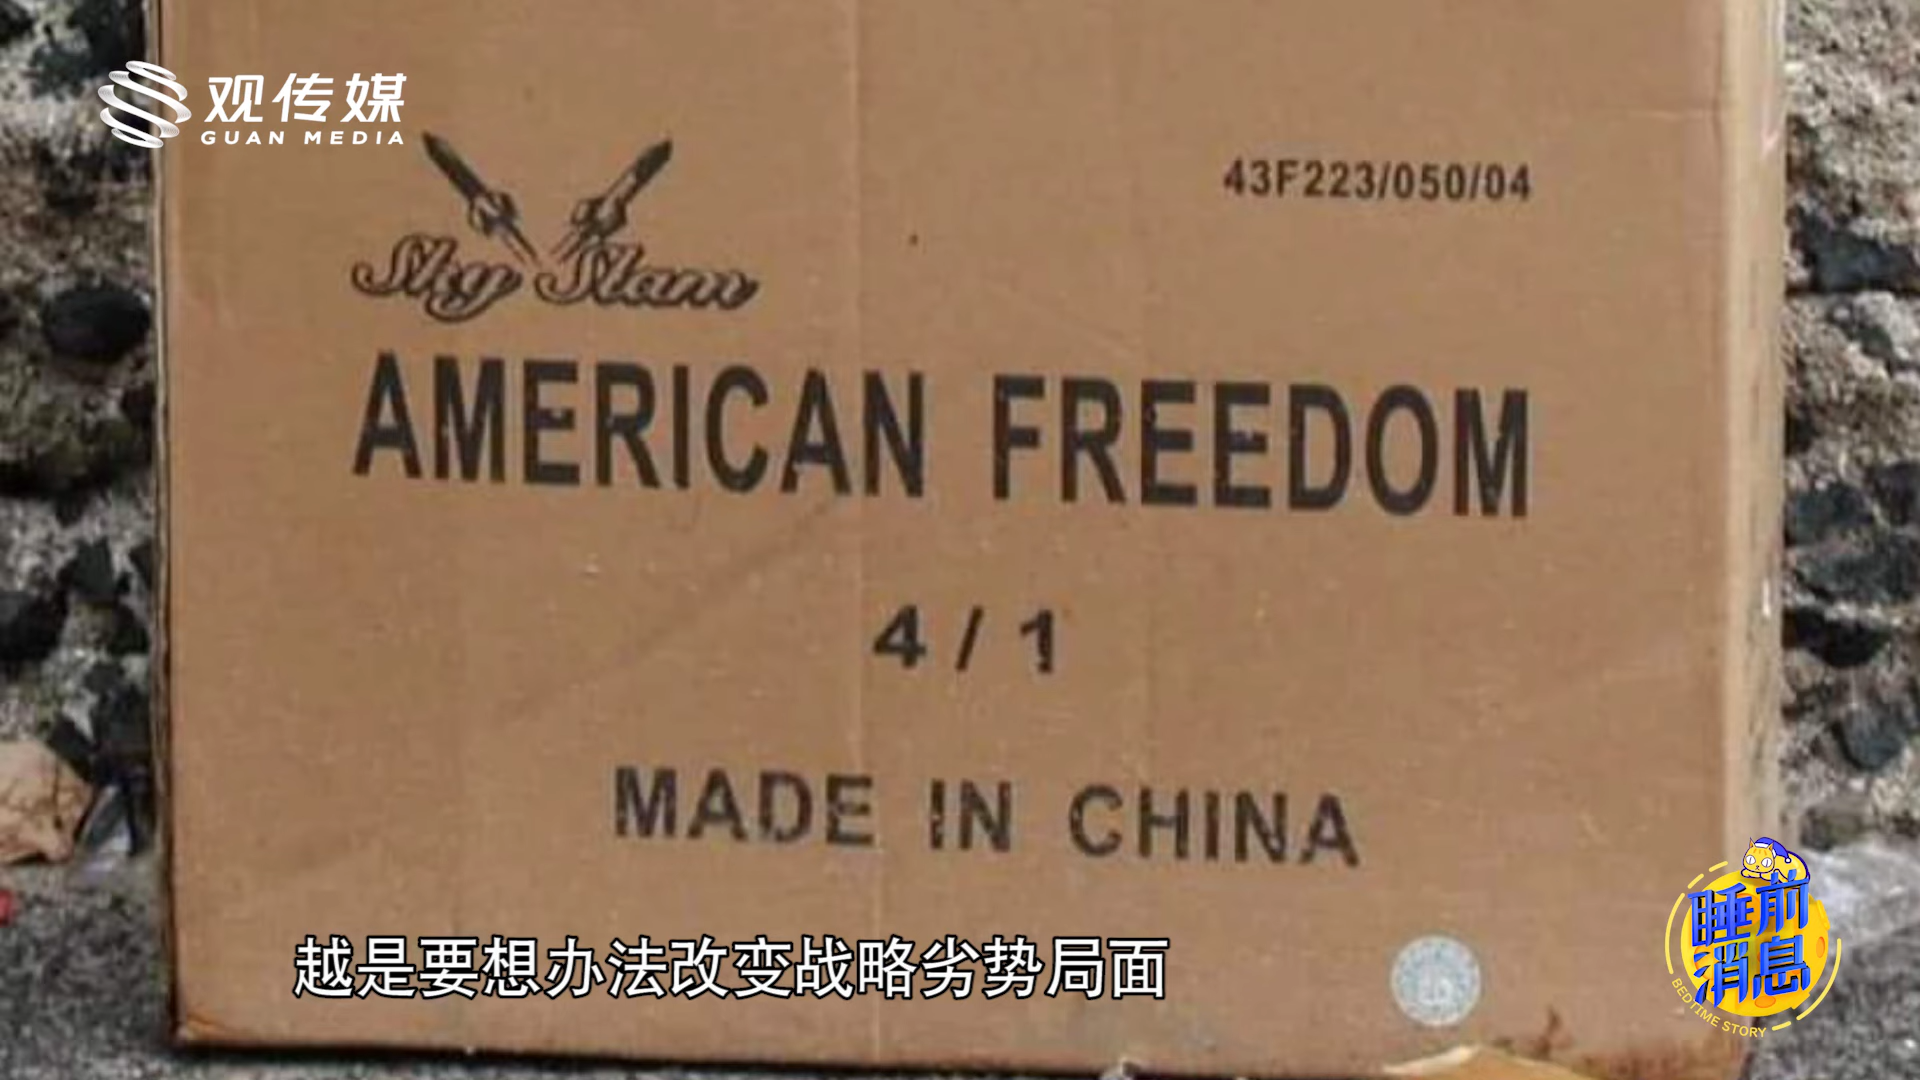 观传媒
GUAN MEDIA
43F223/050/04
Sky Slam
AMERICAN FREEDOM
4/1
MADE IN CHINA
越是要想办法改变战略劣势局面
睡前
消息
BEDTIME STORY